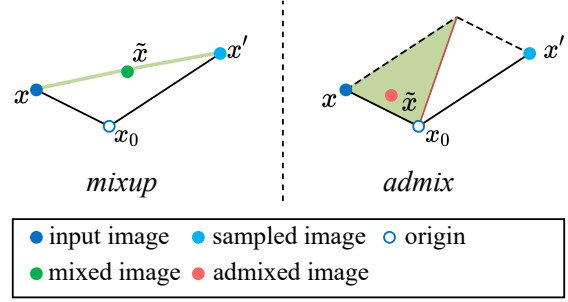 x̃ x′
x
x₀
mixup
x′
x x̃
x₀
admix
input image sampled image origin
mixed image admixed image